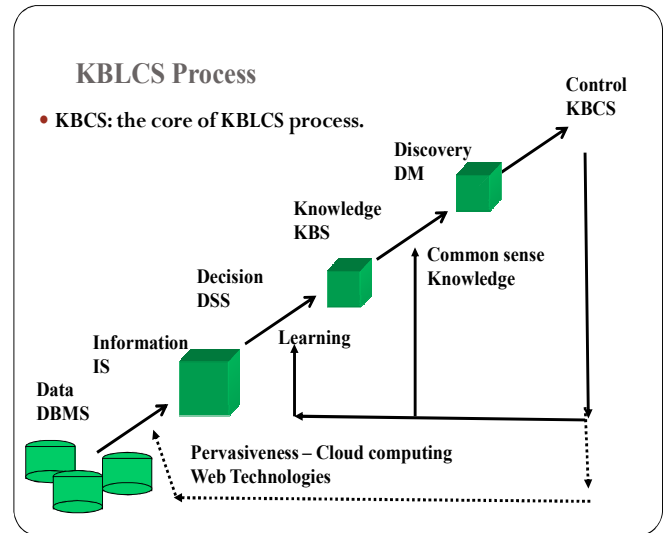 KBLCS Process
• KBCS: the core of KBLCS process.
Control
KBCS
Discovery
DM
Knowledge
KBS
Common sense
Knowledge
Decision
DSS
Learning
Information
IS
Data
DBMS
Pervasiveness – Cloud computing
Web Technologies